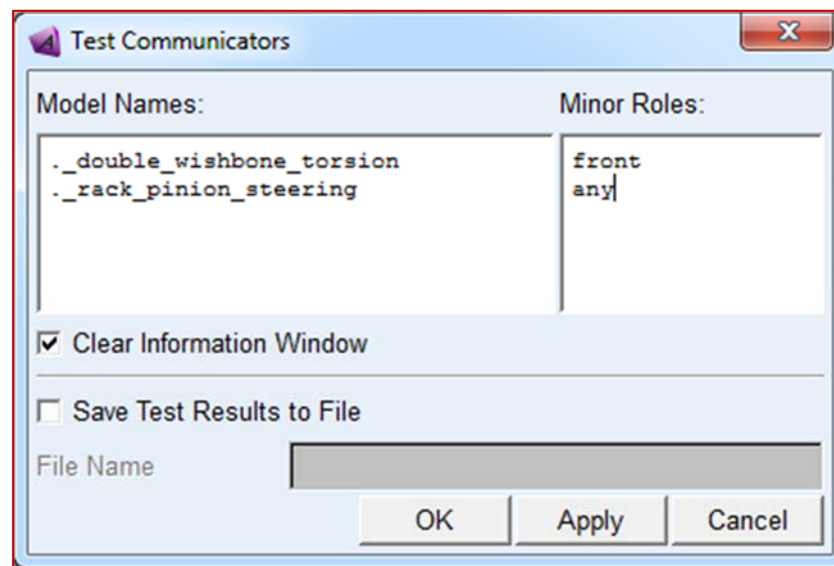 Test Communicators
Model Names:
Minor Roles:
._double_wishbone_torsion
front
._rack_pinion_steering
any
Clear Information Window
Save Test Results to File
File Name
OK
Apply
Cancel